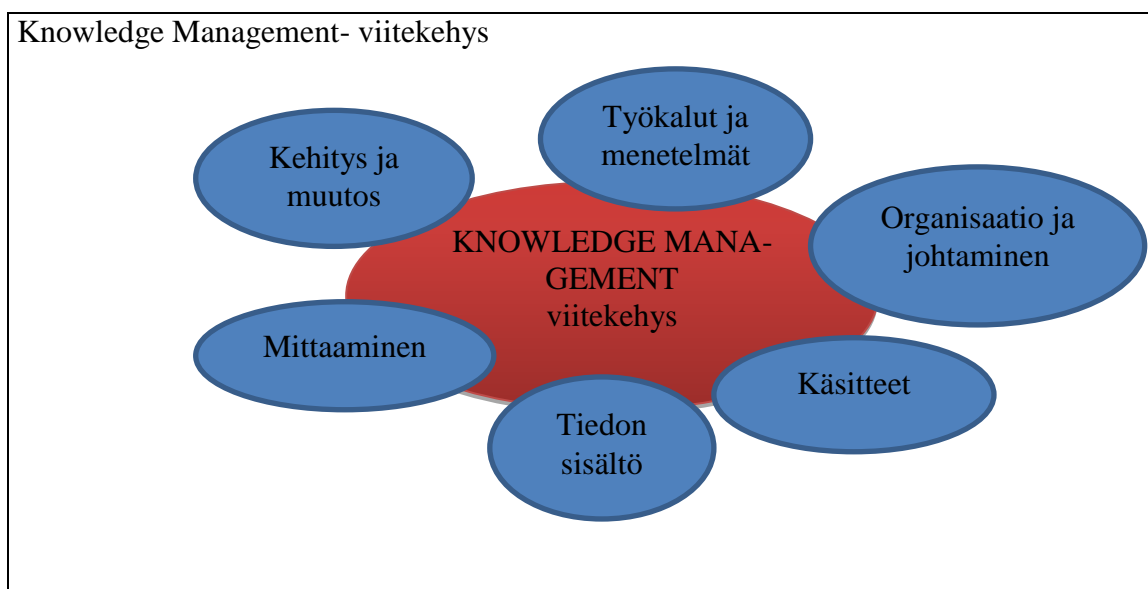 Knowledge Management- viitekehys
Työkalut ja
menetelmät
Kehitys ja
muutos
Organisaatio ja
johtaminen
KNOWLEDGE MANA-
GEMENT
viitekehys
Mittaaminen
Käsitteet
Tiedon
sisältö